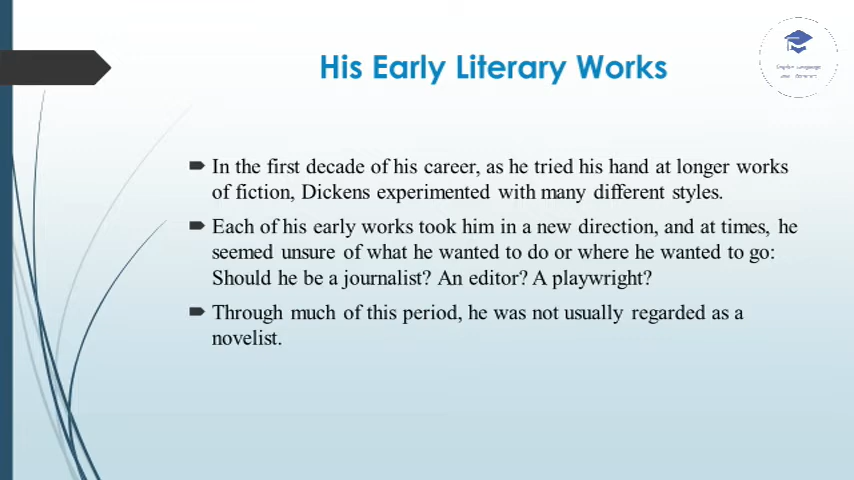 His Early Literary Works
In the first decade of his career, as he tried his hand at longer works
of fiction, Dickens experimented with many different styles.
Each of his early works took him in a new direction, and at times, he
seemed unsure of what he wanted to do or where he wanted to go:
Should he be a journalist? An editor? A playwright?
Through much of this period, he was not usually regarded as a
novelist.